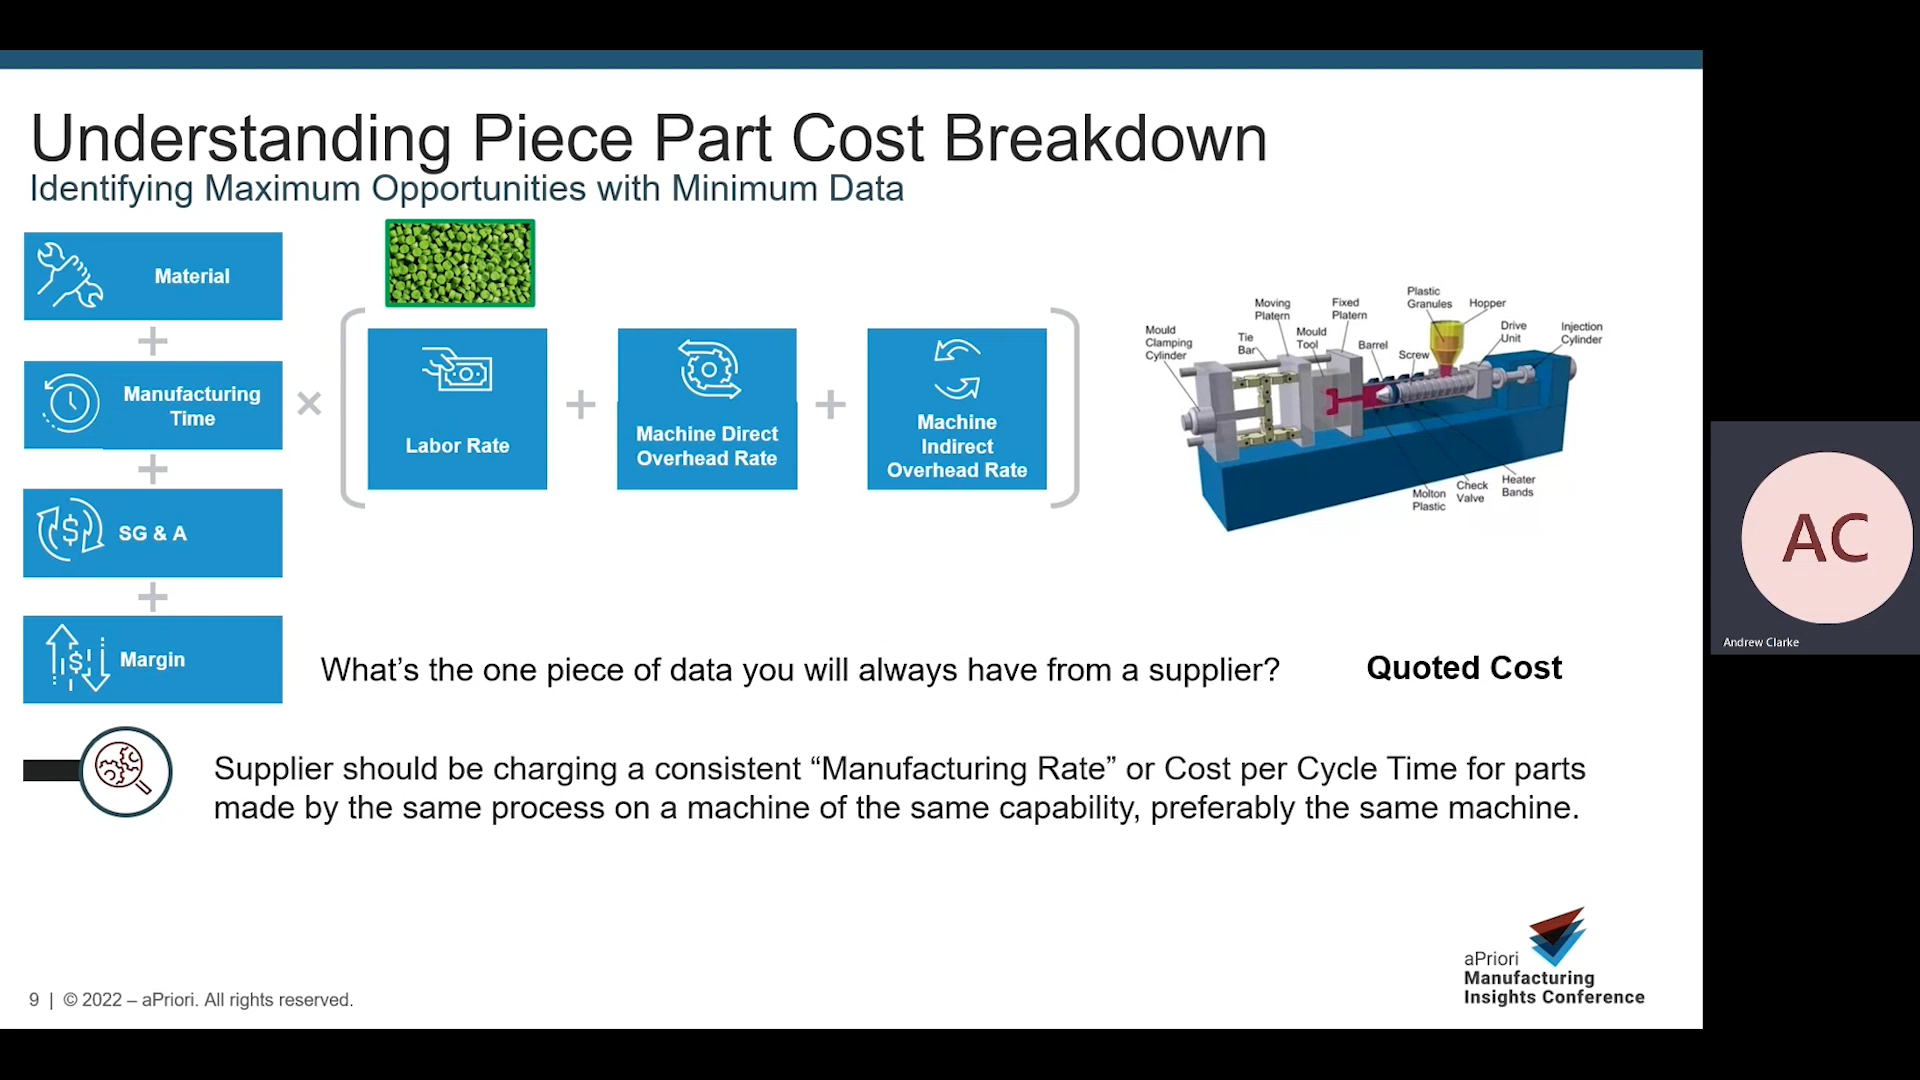 Understanding Piece Part Cost Breakdown
Identifying Maximum Opportunities with Minimum Data
Material
Manufacturing
Time
SG & A
Margin
Labor Rate
Machine Direct
Overhead Rate
Machine
Indirect
Overhead Rate
Mould
Clamping
Cylinder
Tie
Bar
Moving
Platern
Mould
Tool
Fixed
Platern
Barrel
Screw
Plastic
Granules
Hopper
Drive
Unit
Injection
Cylinder
Molton
Plastic
Check
Valve
Heater
Bands
What’s the one piece of data you will always have from a supplier?
Quoted Cost
Supplier should be charging a consistent “Manufacturing Rate” or Cost per Cycle Time for parts
made by the same process on a machine of the same capability, preferably the same machine.
9 | © 2022 – aPriori. All rights reserved.
aPriori
Manufacturing
Insights Conference
AC
Andrew Clarke